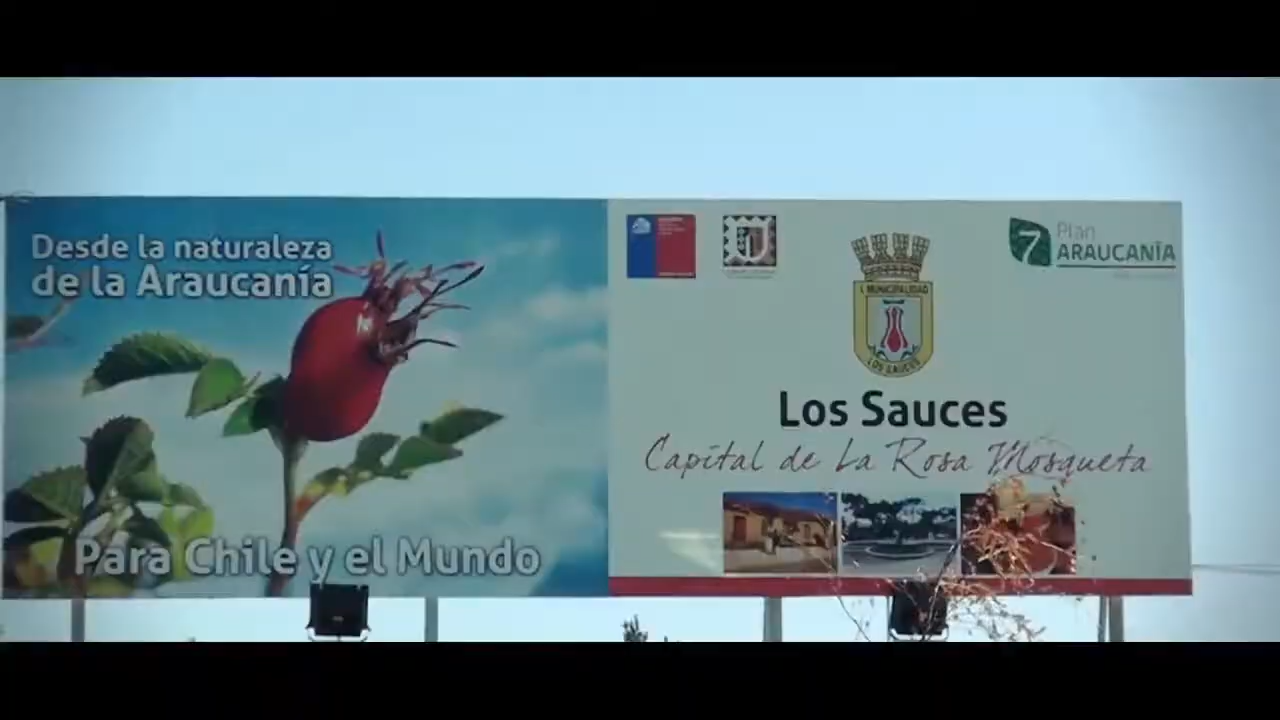 Desde la naturaleza
de la Araucanía
Para Chile y el Mundo
I. MUNICIPALIDAD
LOS SAUCES
7
Plan
ARAUCANÍA
Los Sauces
Capital de La Rosa Mosqueta